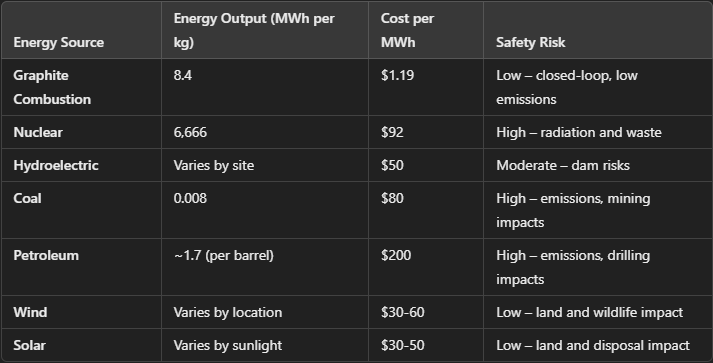 Energy Source
Energy Output (MWh per
kg)
Cost per
MWh
Safety Risk
Graphite
Combustion
8.4
$1.19
Low – closed-loop, low
emissions
Nuclear
6,666
$92
High – radiation and waste
Hydroelectric
Varies by site
$50
Moderate – dam risks
Coal
0.008
$80
High – emissions, mining
impacts
Petroleum
~1.7 (per barrel)
$200
High – emissions, drilling
impacts
Wind
Varies by location
$30-60
Low – land and wildlife impact
Solar
Varies by sunlight
$30-50
Low – land and disposal impact